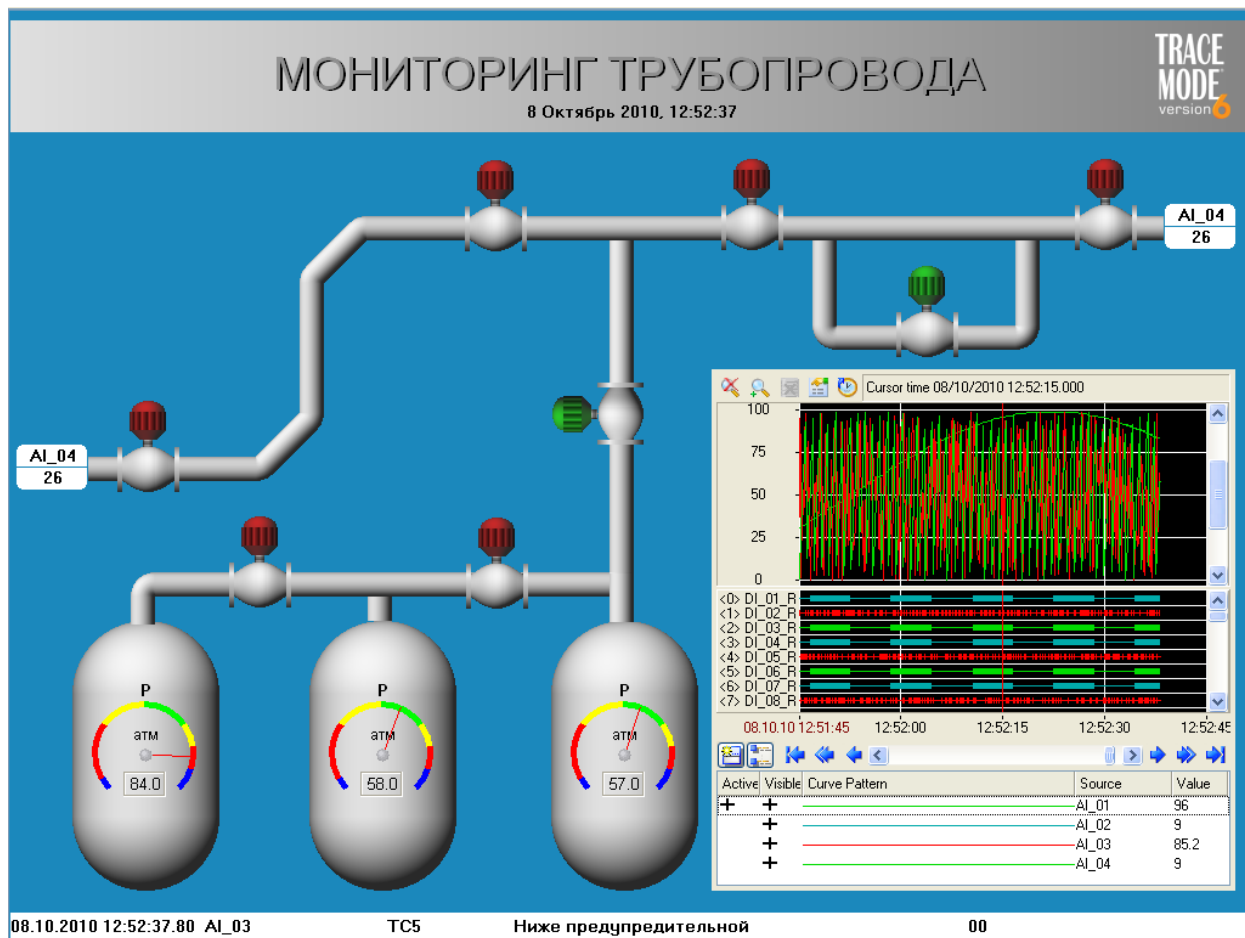 МОНИТОРИНГ ТРУБОПРОВОДА
8 Октябрь 2010, 12:52:37
TRACE
MODE
version 6
AI_04
26
AI_04
26
P
атм
84.0
P
атм
58.0
P
атм
57.0
Cursor time 08/10/2010 12:52:15.000
100
75
50
25
0
<0> DI_01_R
<1> DI_02_R
<2> DI_03_R
<3> DI_04_R
<4> DI_05_R
<5> DI_06_R
<6> DI_07_R
<7> DI_08_R
08.10.10 12:51:45 12:52:00 12:52:15 12:52:30 12:52:45
Active Visible Curve Pattern Source Value
AI_01 96
AI_02 9
AI_03 85.2
AI_04 9
08.10.2010 12:52:37.80 AI_03 TC5 Ниже предупредительной 00